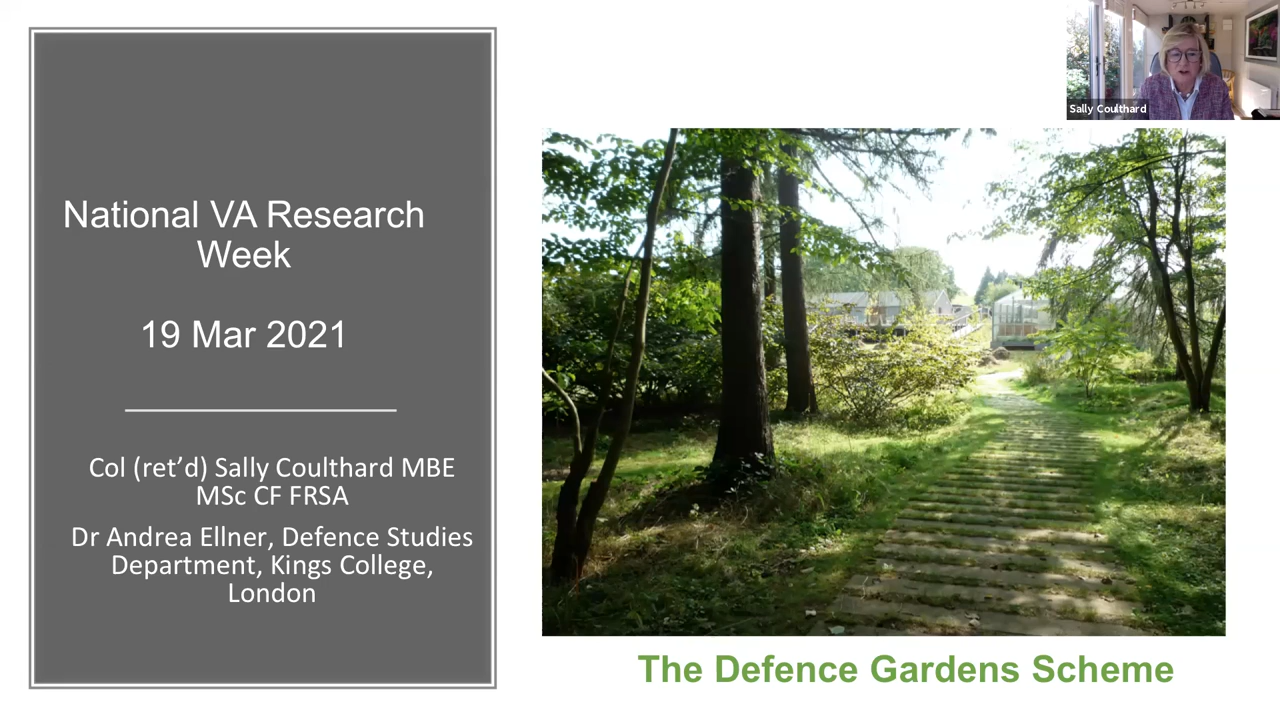 National VA Research
Week
19 Mar 2021
Col (ret’d) Sally Coulthard MBE
MSc CF FRSA
Dr Andrea Ellner, Defence Studies
Department, Kings College,
London
Sally Coulthard
The Defence Gardens Scheme